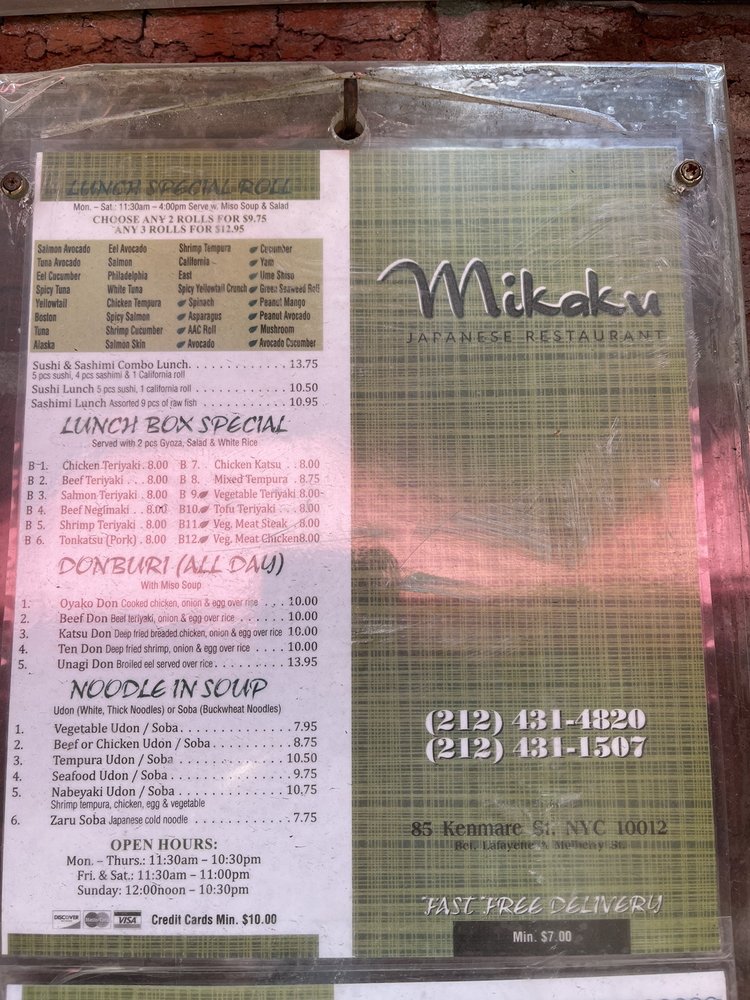 LUNCH SPECIAL ROLL
Mon. – Sat.: 11:30am – 4:00pm Serve w. Miso Soup & Salad
CHOOSE ANY 2 ROLLS FOR $9.75
ANY 3 ROLLS FOR $12.95
Salmon Avocado Eel Avocado Shrimp Tempura Cucumber
Tuna Avocado Salmon California Yam
Eel Cucumber Philadelphia East Ume Shiso
Spicy Tuna White Tuna Spicy Yellowtail Crunch Green Seaweed Roll
Yellowtail Chicken Tempura Spinach Peanut Mango
Boston Spicy Salmon Asparagus Peanut Avocado
Tuna Shrimp Cucumber AAC Roll Mushroom
Alaska Salmon Skin Avocado Avocado Cucumber
Sushi & Sashimi Combo Lunch. . . . . . . . . . . . . . . . . 13.75
5 pcs sushi, 4 pcs sashimi & 1 California roll
Sushi Lunch 5 pcs sushi, 1 california roll . . . . . . . . . . . . . . . . 10.50
Sashimi Lunch Assorted 9 pcs of raw fish . . . . . . . . . . . . . . . 10.95
LUNCH BOX SPECIAL
Served with 2 pcs Gyoza, Salad & White Rice
B 1. Chicken Teriyaki . 8.00 B 7. Chicken Katsu . . 8.00
B 2. Beef Teriyaki . . . 8.00 B 8. Mixed Tempura . 8.75
B 3. Salmon Teriyaki . 8.00 B 9. Vegetable Teriyaki 8.00
B 4. Beef Negimaki . . 8.00 B10. Tofu Teriyaki . . . 8.00
B 5. Shrimp Teriyaki . 8.00 B11. Veg. Meat Steak . 8.00
B 6. Tonkatsu (Pork) . 8.00 B12. Veg. Meat Chicken8.00
DONBURI (ALL DAY)
With Miso Soup
1. Oyako Don Cooked chicken, onion & egg over rice . . . . 10.00
2. Beef Don Beef teriyaki, onion & egg over rice . . . . . . . . 10.00
3. Katsu Don Deep fried breaded chicken, onion & egg over rice 10.00
4. Ten Don Deep fried shrimp, onion & egg over rice . . . . . 10.00
5. Unagi Don Broiled eel served over rice . . . . . . . . . . . . . 13.95
NOODLE IN SOUP
Udon (White, Thick Noodles) or Soba (Buckwheat Noodles)
1. Vegetable Udon / Soba . . . . . . . . . . . . . . . . . 7.95
2. Beef or Chicken Udon / Soba . . . . . . . . . . . . 8.75
3. Tempura Udon / Soba . . . . . . . . . . . . . . . . . 10.50
4. Seafood Udon / Soba . . . . . . . . . . . . . . . . . . 9.75
5. Nabeyaki Udon / Soba . . . . . . . . . . . . . . . . . 10.75
Shrimp tempura, chicken, egg & vegetable
6. Zaru Soba Japanese cold noodle . . . . . . . . . . . . . . . 7.75
OPEN HOURS:
Mon. – Thurs.: 11:30am – 10:30pm
Fri. & Sat.: 11:30am – 11:00pm
Sunday: 12:00noon – 10:30pm
DISCOVER MasterCard VISA Credit Cards Min. $10.00
Mikaku
JAPANESE RESTAURANT
(212) 431-4820
(212) 431-1507
85 Kenmare St. NYC 10012
Bet. Lafayette & Mulberry St.
FAST FREE DELIVERY
Min. $7.00